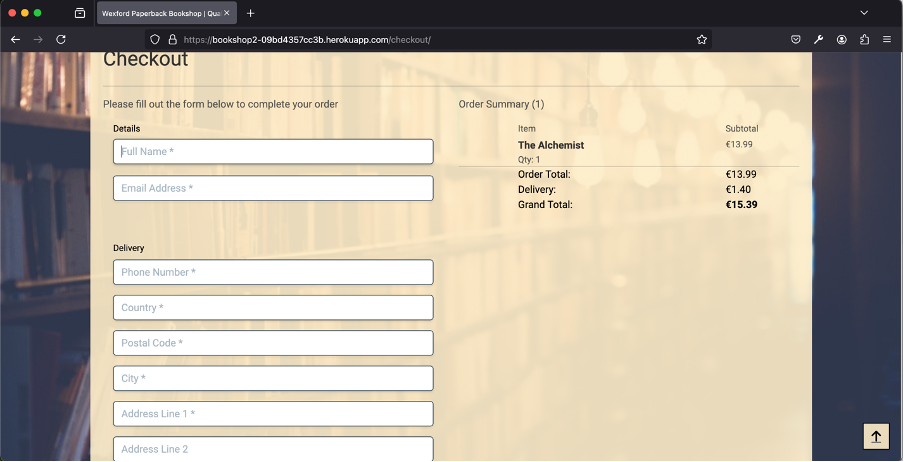 Wexford Paperback Bookshop | Qua
https://bookshop2-09bd4357cc3b.herokuapp.com/checkout/
Checkout
Please fill out the form below to complete your order
Details
Full Name *
Email Address *
Delivery
Phone Number *
Country *
Postal Code *
City *
Address Line 1 *
Address Line 2
Order Summary (1)
Item Subtotal
The Alchemist €13.99
Qty: 1
Order Total: €13.99
Delivery: €1.40
Grand Total: €15.39